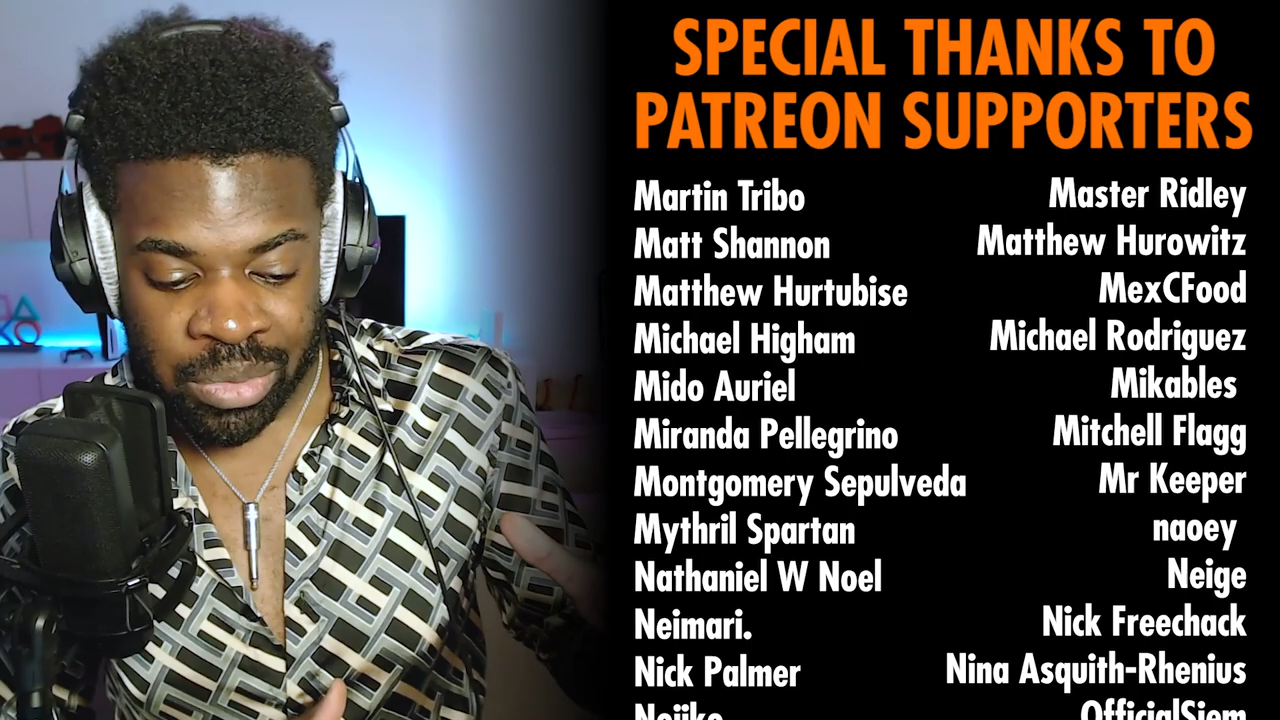 SPECIAL THANKS TO
PATREON SUPPORTERS
Martin Tribo
Master Ridley
Matt Shannon
Matthew Hurowitz
Matthew Hurtubise
MexCFood
Michael Higham
Michael Rodriguez
Mido Auriel
Mikables
Miranda Pellegrino
Mitchell Flagg
Montgomery Sepulveda
Mr Keeper
Mythril Spartan
naoey
Nathaniel W Noel
Neige
Neimari.
Nick Freechack
Nick Palmer
Nina Asquith-Rhenius
Nojiko
OfficialSiem